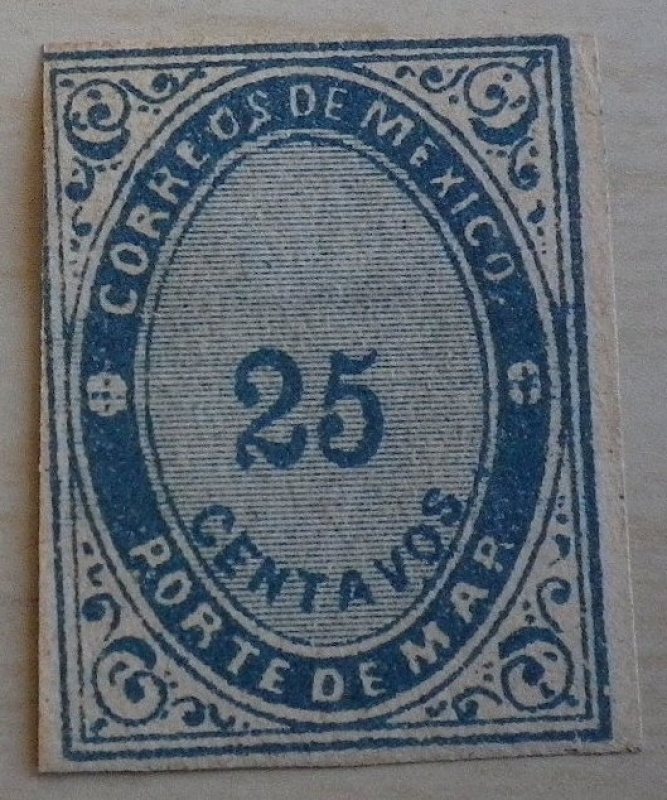 CORREOS DE MEXICO.
25
CENTAVOS
PORTE DE MAR